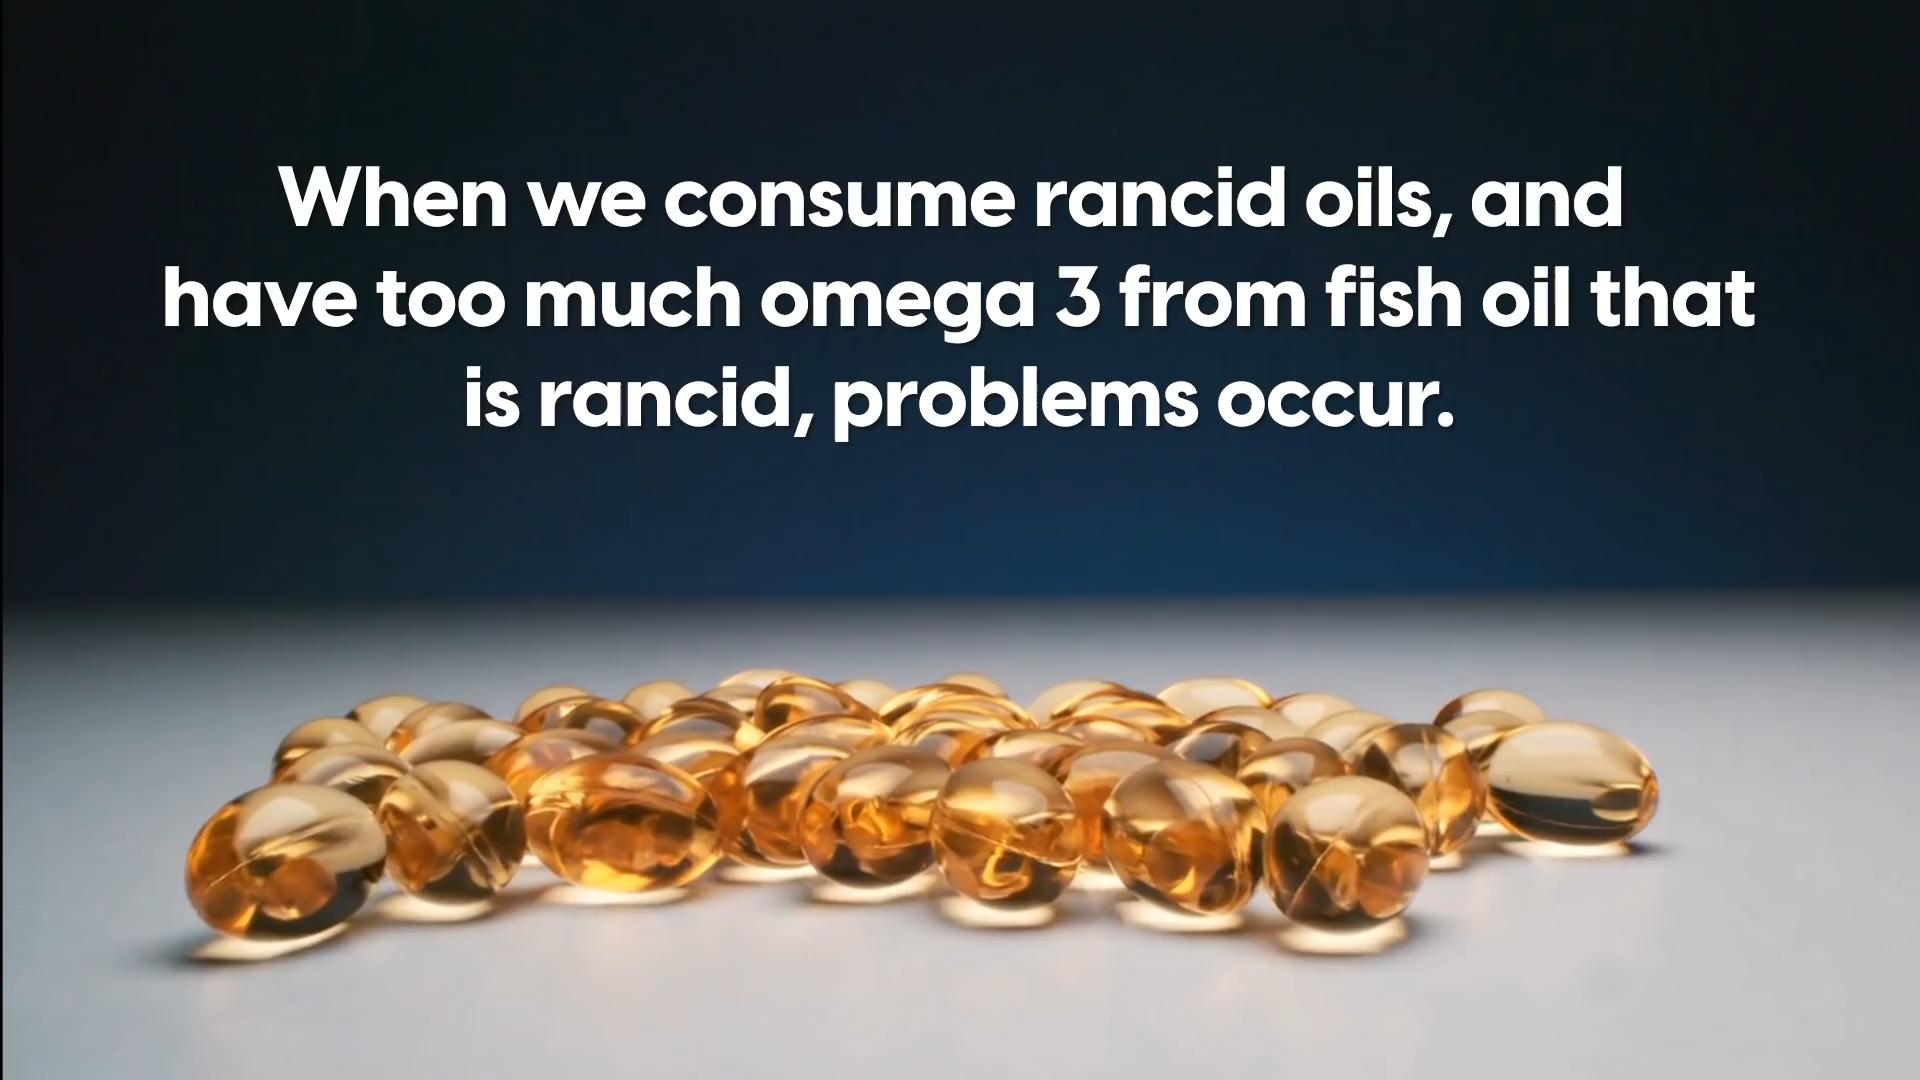 When we consume rancid oils, and
have too much omega 3 from fish oil that
is rancid, problems occur.